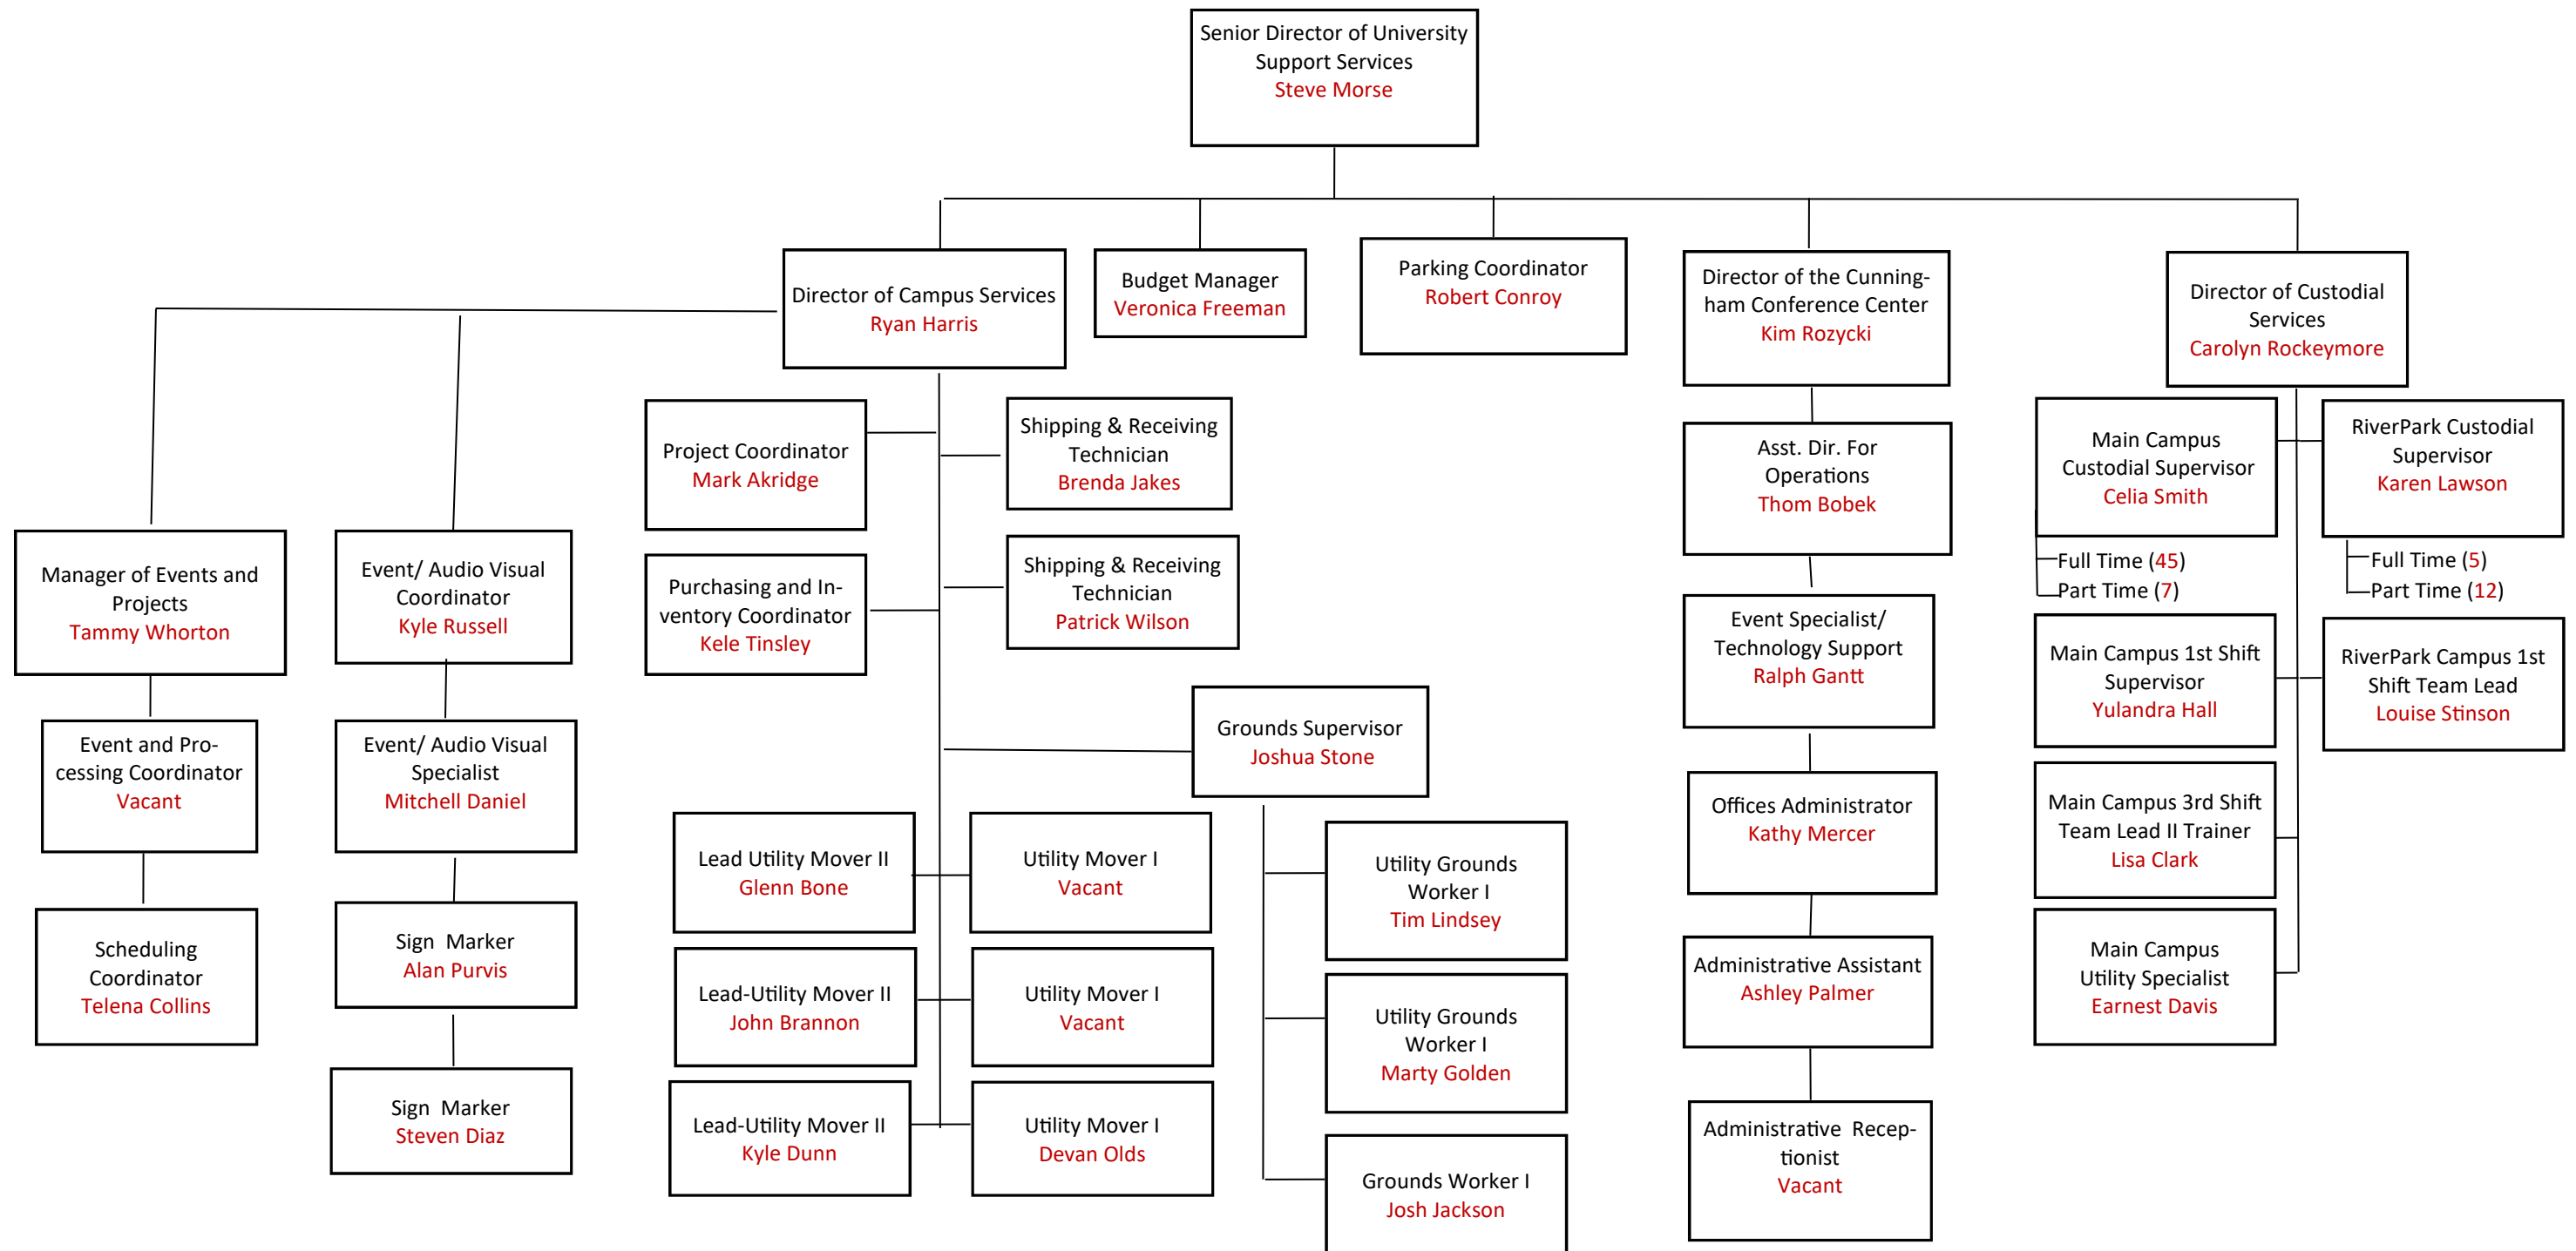 Senior Director of University
Support Services
Steve Morse
Director of Campus Services
Ryan Harris
Budget Manager
Veronica Freeman
Parking Coordinator
Robert Conroy
Director of the Cunning-
ham Conference Center
Kim Rozycki
Director of Custodial
Services
Carolyn Rockeymore
Manager of Events and
Projects
Tammy Whorton
Event and Pro-
cessing Coordinator
Vacant
Scheduling
Coordinator
Telena Collins
Event/ Audio Visual
Coordinator
Kyle Russell
Event/ Audio Visual
Specialist
Mitchell Daniel
Sign  Marker
Alan Purvis
Sign  Marker
Steven Diaz
Project Coordinator
Mark Akridge
Shipping & Receiving
Technician
Brenda Jakes
Purchasing and In-
ventory Coordinator
Kele Tinsley
Shipping & Receiving
Technician
Patrick Wilson
Grounds Supervisor
Joshua Stone
Lead Utility Mover II
Glenn Bone
Utility Mover I
Vacant
Lead-Utility Mover II
John Brannon
Utility Mover I
Vacant
Lead-Utility Mover II
Kyle Dunn
Utility Mover I
Devan Olds
Utility Grounds
Worker I
Tim Lindsey
Utility Grounds
Worker I
Marty Golden
Grounds Worker I
Josh Jackson
Asst. Dir. For
Operations
Thom Bobek
Event Specialist/
Technology Support
Ralph Gantt
Offices Administrator
Kathy Mercer
Administrative Assistant
Ashley Palmer
Administrative  Recep-
tionist
Vacant
Main Campus
Custodial Supervisor
Celia Smith
Full Time (45)
Part Time (7)
RiverPark Custodial
Supervisor
Karen Lawson
Full Time (5)
Part Time (12)
Main Campus 1st Shift
Supervisor
Yulandra Hall
RiverPark Campus 1st
Shift Team Lead
Louise Stinson
Main Campus 3rd Shift
Team Lead II Trainer
Lisa Clark
Main Campus
Utility Specialist
Earnest Davis